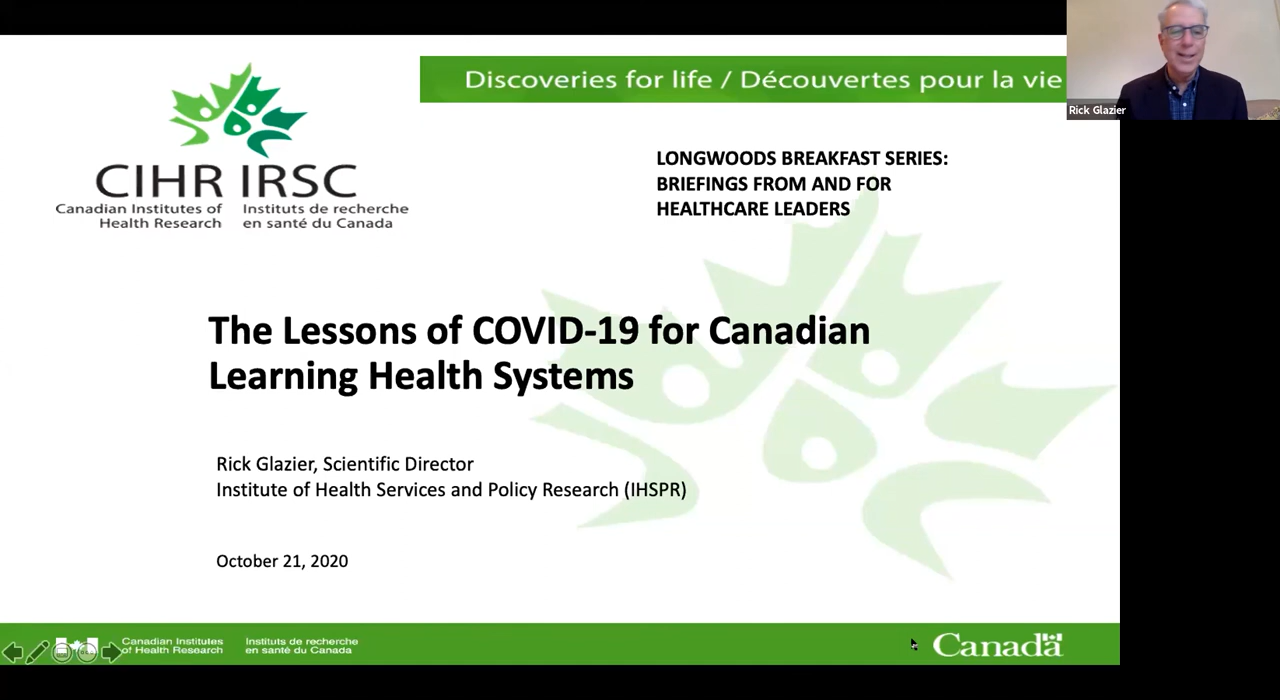 Discoveries for life / Découvertes pour la vie
Rick Glazier
CIHR IRSC
Canadian Institutes of Health Research
Instituts de recherche en santé du Canada
LONGWOODS BREAKFAST SERIES:
BRIEFINGS FROM AND FOR
HEALTHCARE LEADERS
The Lessons of COVID-19 for Canadian
Learning Health Systems
Rick Glazier, Scientific Director
Institute of Health Services and Policy Research (IHSPR)
October 21, 2020
Canadian Institutes of Health Research
Instituts de recherche en santé du Canada
Canada